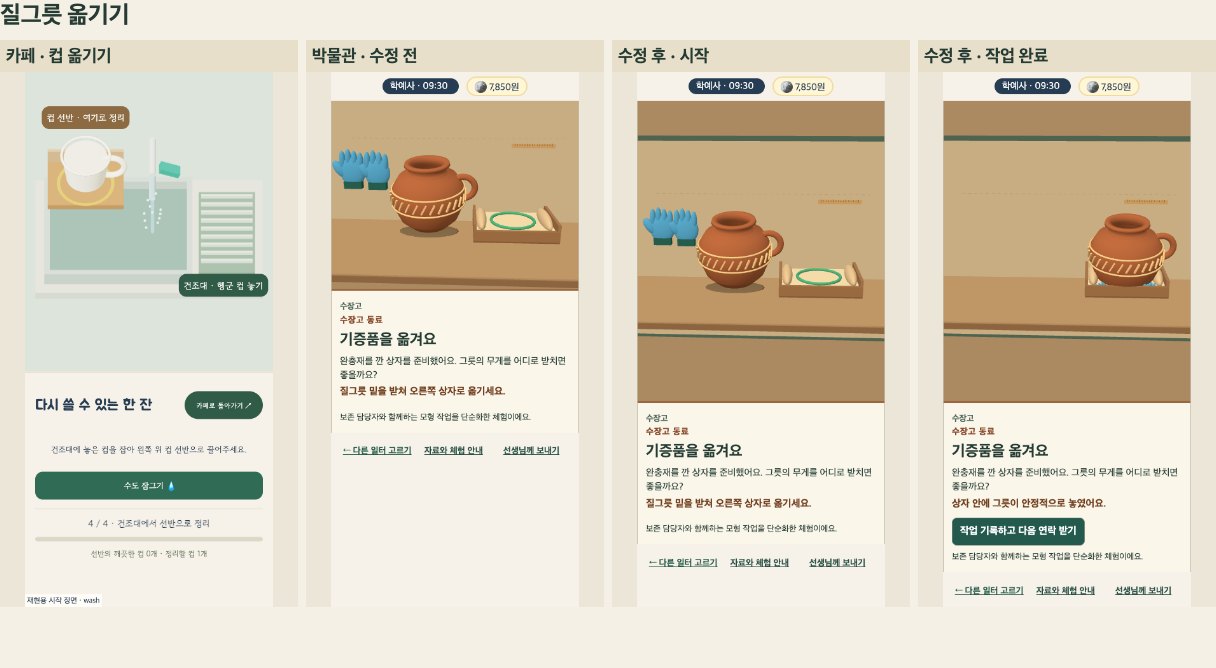 질그릇 옮기기
카페 · 컵 옮기기
컵 선반 · 여기로 정리
건조대 · 헹군 컵 놓기
다시 쓸 수 있는 한 잔
카페로 돌아가기 ↗
건조대에 놓은 컵을 잡아 왼쪽 위 컵 선반으로 끌어주세요.
수도 잠그기
4 / 4 · 건조대에서 선반으로 정리
선반의 깨끗한 컵 0개 · 정리할 컵 1개
재현용 시작 장면 · wash
박물관 · 수정 전
학예사 · 09:30
7,850원
수장고
수장고 동료
기증품을 옮겨요
완충재를 깐 상자를 준비했어요. 그릇의 무게를 어디로 받치면
좋을까요?
질그릇 밑을 받쳐 오른쪽 상자로 옮기세요.
보존 담당자와 함께하는 모형 작업을 단순화한 체험이에요.
← 다른 일터 고르기 자료와 체험 안내 선생님께 보내기
수정 후 · 시작
학예사 · 09:30
7,850원
수장고
수장고 동료
기증품을 옮겨요
완충재를 깐 상자를 준비했어요. 그릇의 무게를 어디로 받치면
좋을까요?
질그릇 밑을 받쳐 오른쪽 상자로 옮기세요.
보존 담당자와 함께하는 모형 작업을 단순화한 체험이에요.
← 다른 일터 고르기 자료와 체험 안내 선생님께 보내기
수정 후 · 작업 완료
학예사 · 09:30
7,850원
수장고
수장고 동료
기증품을 옮겨요
완충재를 깐 상자를 준비했어요. 그릇의 무게를 어디로 받치면
좋을까요?
상자 안에 그릇이 안정적으로 놓였어요.
작업 기록하고 다음 연락 받기
보존 담당자와 함께하는 모형 작업을 단순화한 체험이에요.
← 다른 일터 고르기 자료와 체험 안내 선생님께 보내기